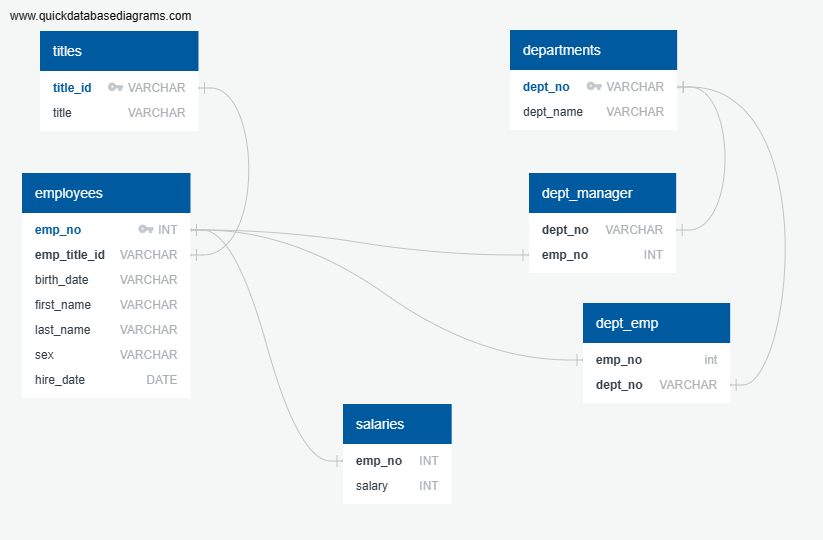 www.quickdatabasediagrams.com
titles
title_id VARCHAR
title VARCHAR
departments
dept_no VARCHAR
dept_name VARCHAR
employees
emp_no INT
emp_title_id VARCHAR
birth_date VARCHAR
first_name VARCHAR
last_name VARCHAR
sex VARCHAR
hire_date DATE
dept_manager
dept_no VARCHAR
emp_no INT
dept_emp
emp_no int
dept_no VARCHAR
salaries
emp_no INT
salary INT